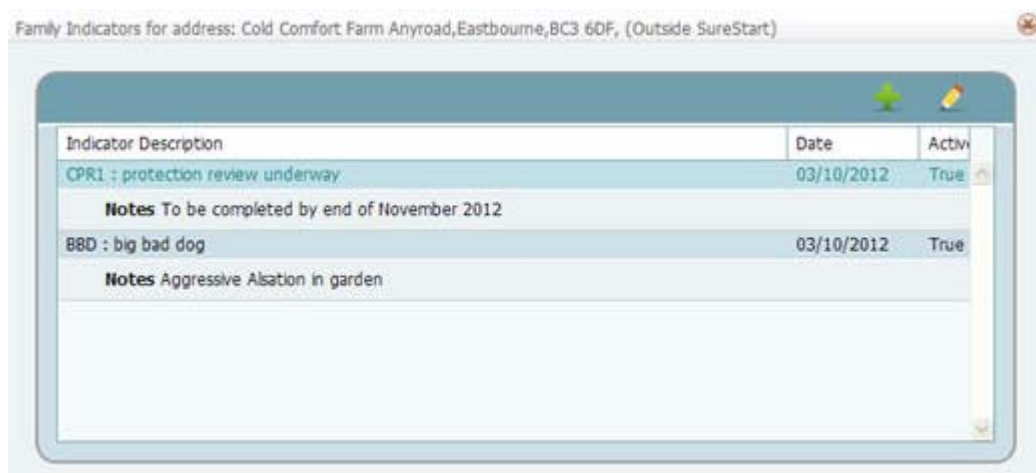 Family Indicators for address: Cold Comfort Farm Anyroad,Eastbourne,BC3 6DF, (Outside SureStart)
Indicator Description Date Active
CPR1 : protection review underway 03/10/2012 True
Notes To be completed by end of November 2012
BBD : big bad dog 03/10/2012 True
Notes Aggressive Alsation in garden